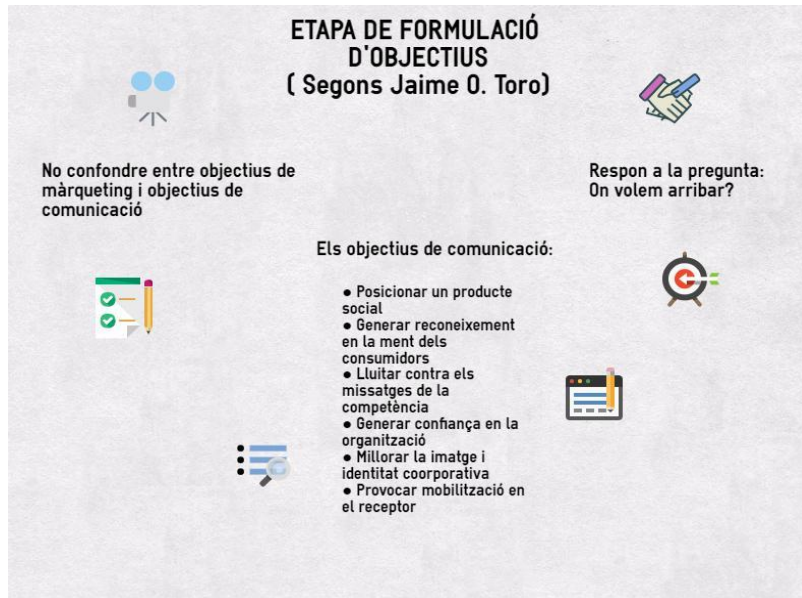 ETAPA DE FORMULACIÓ
D'OBJECTIUS
( Segons Jaime O. Toro)
No confondre entre objectius de
màrqueting i objectius de
comunicació
Respon a la pregunta:
On volem arribar?
Els objectius de comunicació:
● Posicionar un producte
social
● Generar reconeixement
en la ment dels
consumidors
● Lluitar contra els
missatges de la
competència
● Generar confiança en la
organització
● Millorar la imatge i
identitat coorporativa
● Provocar mobilització en
el receptor